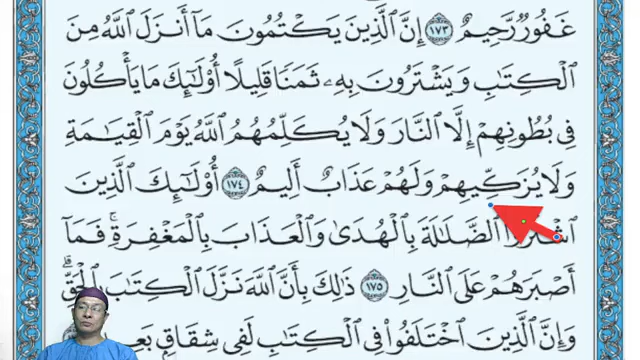 غَفُورٌ رَّحِيمٌ ١٧٣ إِنَّ ٱلَّذِينَ يَكْتُمُونَ مَآ أَنزَلَ ٱللَّهُ مِنَ
ٱلْكِتَٰبِ وَيَشْتَرُونَ بِهِۦ ثَمَنًا قَلِيلًا أُو۟لَٰٓئِكَ مَا يَأْكُلُونَ
فِى بُطُونِهِمْ إِلَّا ٱلنَّارَ وَلَا يُكَلِّمُهُمُ ٱللَّهُ يَوْمَ ٱلْقِيَٰمَةِ
وَلَا يُزَكِّيهِمْ وَلَهُمْ عَذَابٌ أَلِيمٌ ١٧٤ أُو۟لَٰٓئِكَ ٱلَّذِينَ
ٱشْتَرَوُا۟ ٱلضَّلَٰلَةَ بِٱلْهُدَىٰ وَٱلْعَذَابَ بِٱلْمَغْفِرَةِ ۚ فَمَآ
أَصْبَرَهُمْ عَلَى ٱلنَّارِ ١٧٥ ذَٰلِكَ بِأَنَّ ٱللَّهَ نَزَّلَ ٱلْكِتَٰبَ بِٱلْحَقِّ ۗ
وَإِنَّ ٱلَّذِينَ ٱخْتَلَفُوا۟ فِى ٱلْكِتَٰبِ لَفِى شِقَاقٍۭ